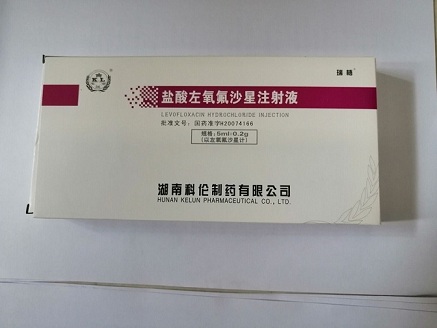 瑞赣
盐酸左氧氟沙星注射液
LEVOFLOXACIN HYDROCHLORIDE INJECTION
批准文号：国药准字H20074166
规格：5ml:0.2g
（以左氧氟沙星计）
湖南科伦制药有限公司
HUNAN KELUN PHARMACEUTICAL CO., LTD.